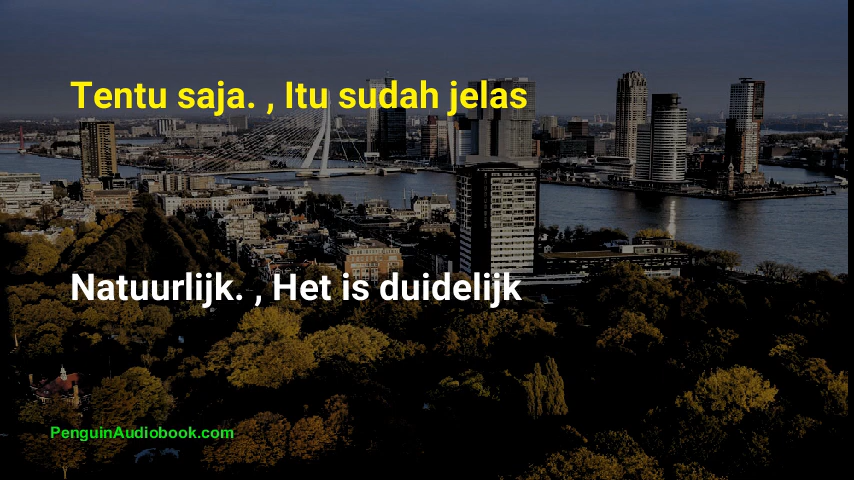 Tentu saja. , Itu sudah jelas
Natuurlijk. , Het is duidelijk
PenguinAudiobook.com